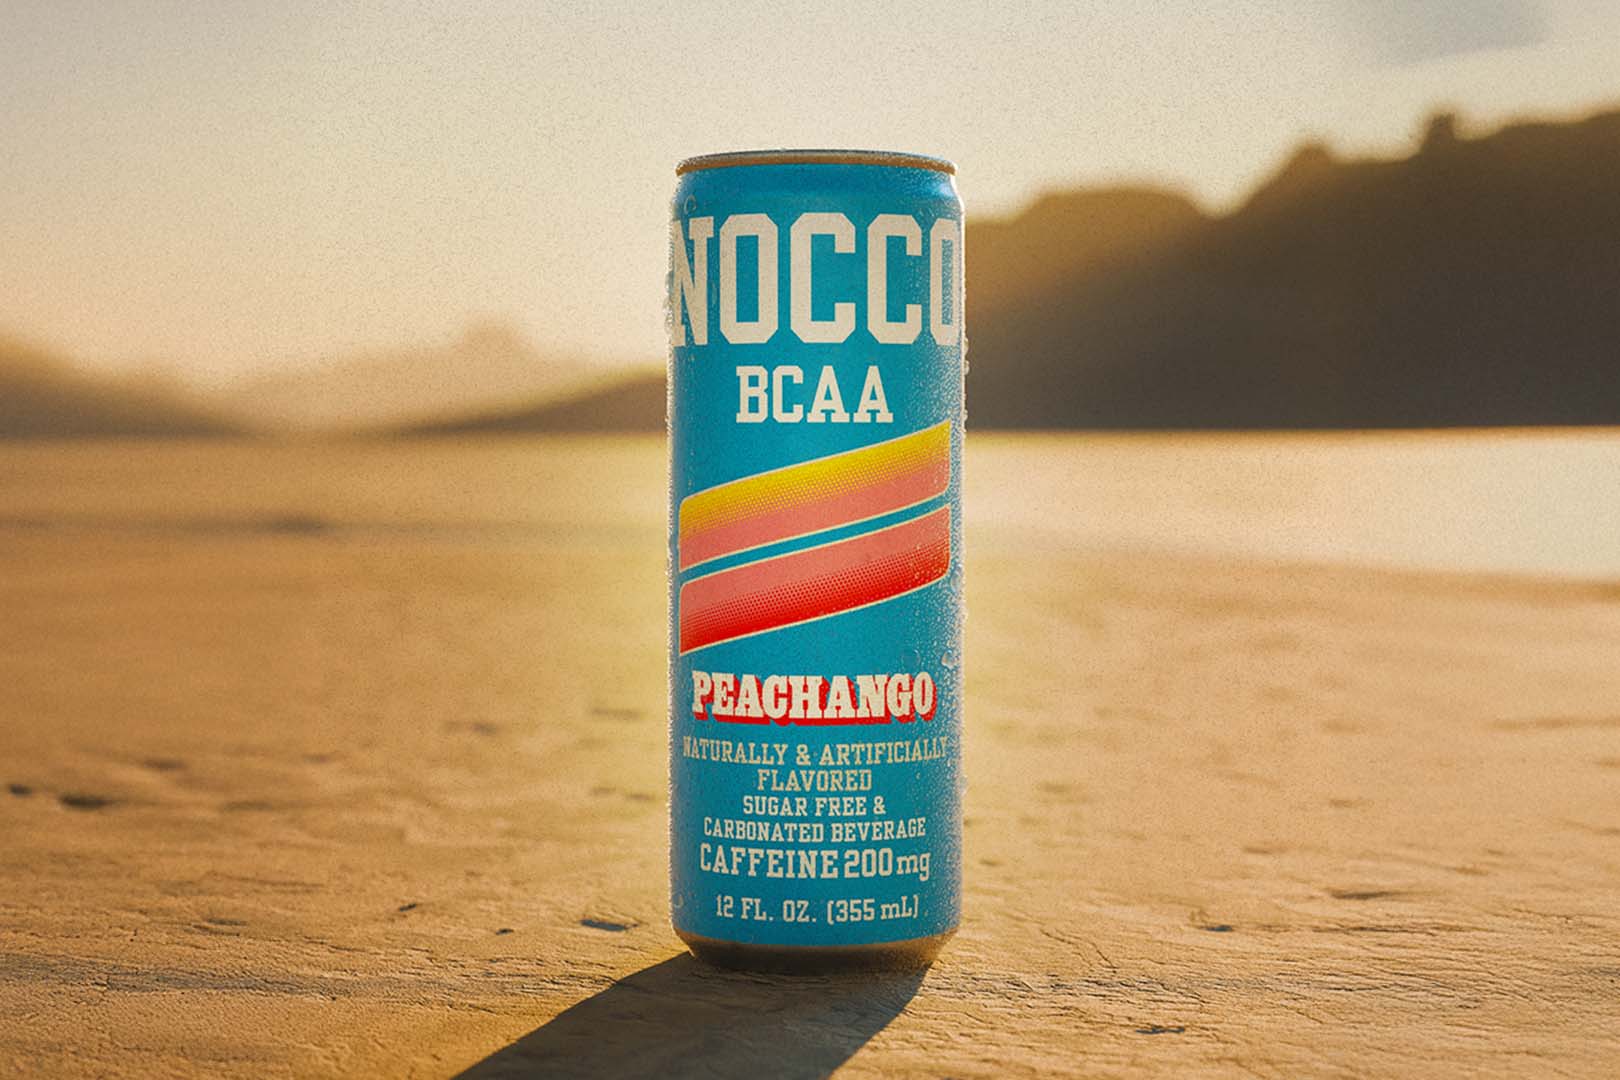 NOCCO
BCAA
PEACHANGO
NATURALLY & ARTIFICIALLY
FLAVORED
SUGAR FREE &
CARBONATED BEVERAGE
CAFFEINE 200mg
12 FL. OZ. (355 mL)